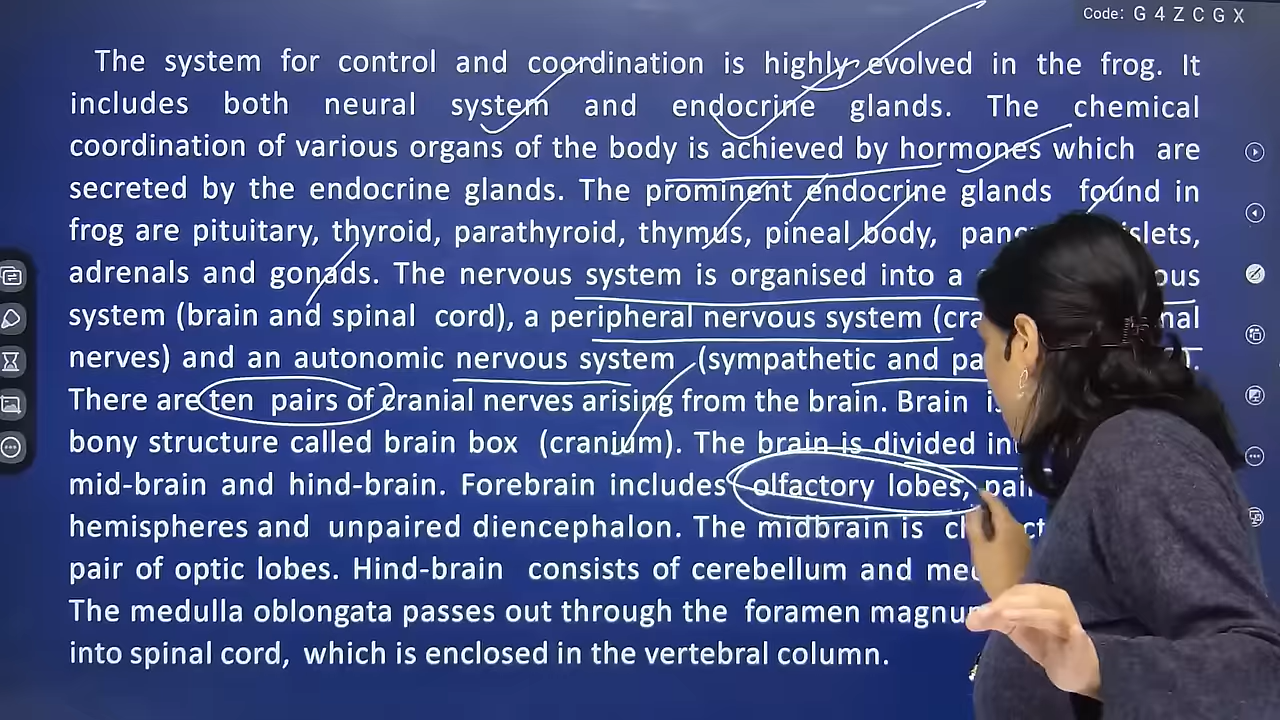 Code: G 4 Z C G X
The system for control and coordination is highly evolved in the frog. It
includes both neural system and endocrine glands. The chemical
coordination of various organs of the body is achieved by hormones which are
secreted by the endocrine glands. The prominent endocrine glands found in
frog are pituitary, thyroid, parathyroid, thymus, pineal body, islets,
adrenals and gonads. The nervous system is organised into a
system (brain and spinal cord), a peripheral nervous system
nerves) and an autonomic nervous system (sympathetic and
There are ten pairs of cranial nerves arising from the brain. Brain
bony structure called brain box (cranium). The brain is divided
mid-brain and hind-brain. Forebrain includes olfactory lobes,
hemispheres and unpaired diencephalon. The midbrain is
pair of optic lobes. Hind-brain consists of cerebellum and
The medulla oblongata passes out through the foramen
into spinal cord, which is enclosed in the vertebral column.